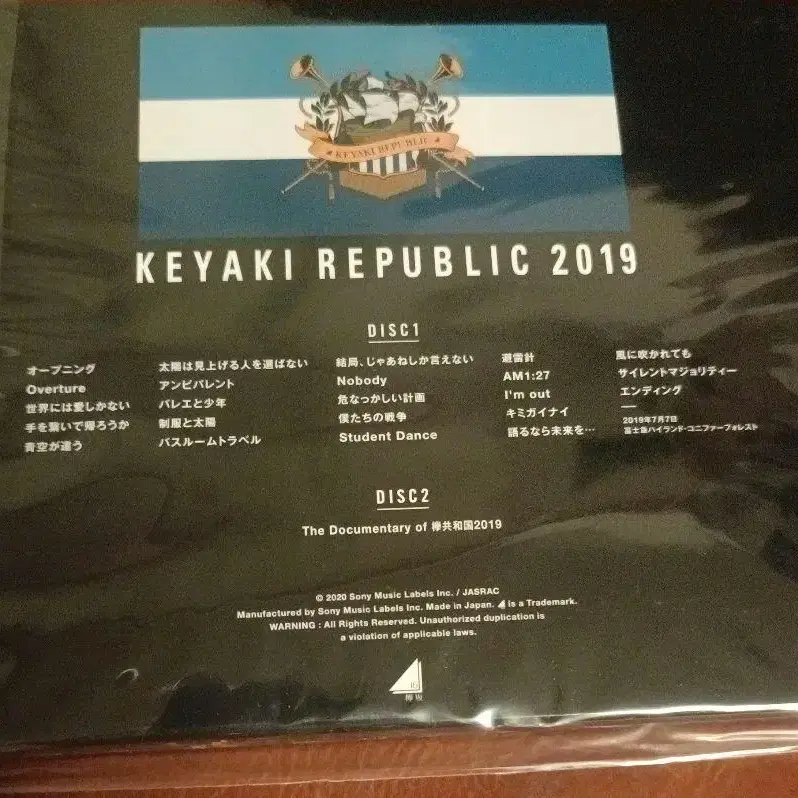 KEYAKI REPUBLIC
KEYAKI REPUBLIC 2019
DISC1
オープニング
Overture
世界には愛しかない
手を繋いで帰ろうか
青空が違う
太陽は見上げる人を選ばない
アンビバレント
バレエと少年
制服と太陽
バスルームトラベル
結局、じゃあねしか言えない
Nobody
危なっかしい計画
僕たちの戦争
Student Dance
避雷針
AM1:27
I'm out
キミガイナイ
語るなら未来を…
風に吹かれても
サイレントマジョリティー
エンディング
2019年7月7日
富士急ハイランド・コニファーフォレスト
DISC2
The Documentary of 欅共和国2019
© 2020 Sony Music Labels Inc. / JASRAC
Manufactured by Sony Music Labels Inc. Made in Japan. is a Trademark.
WARNING : All Rights Reserved. Unauthorized duplication is
a violation of applicable laws.
46
欅坂